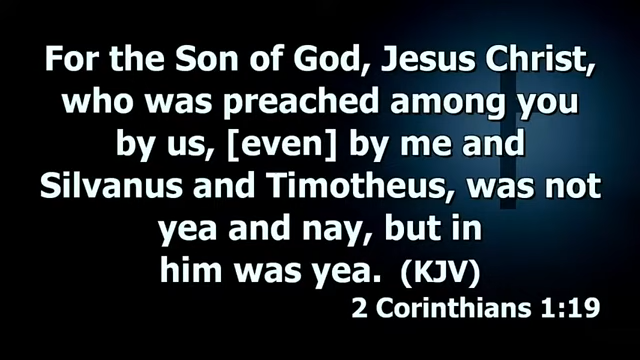 For the Son of God, Jesus Christ,
who was preached among you
by us, [even] by me and
Silvanus and Timotheus, was not
yea and nay, but in
him was yea. (KJV)
2 Corinthians 1:19